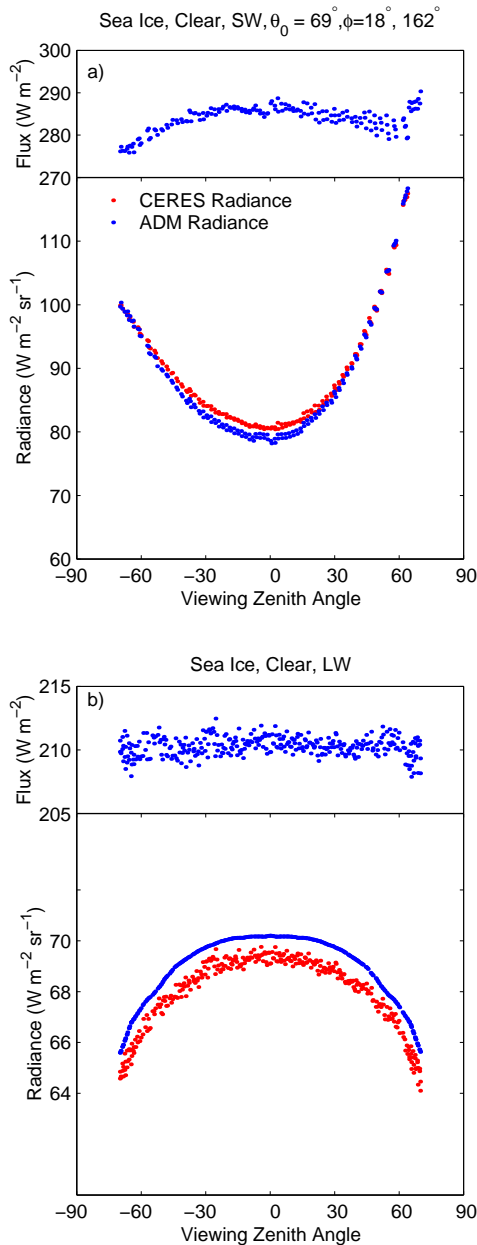 Sea Ice, Clear, SW,θ₀ = 69°,φ=18°, 162°
a)
300
290
280
270
Flux (W m⁻²)
CERES Radiance
ADM Radiance
110
100
90
80
70
60
Radiance (W m⁻² sr⁻¹)
−90 −60 −30 0 30 60 90
Viewing Zenith Angle
Sea Ice, Clear, LW
b)
215
210
205
Flux (W m⁻²)
70
68
66
64
Radiance (W m⁻² sr⁻¹)
−90 −60 −30 0 30 60 90
Viewing Zenith Angle